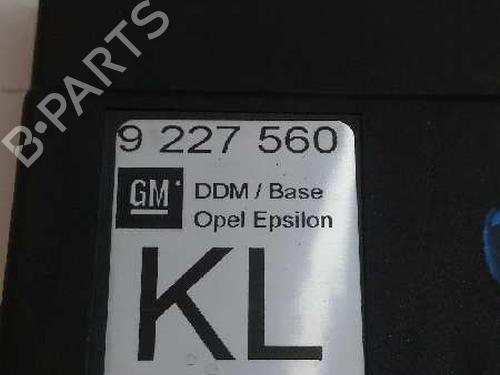 B-PARTS
9 227 560
GM
DDM / Base
Opel Epsilon
KL